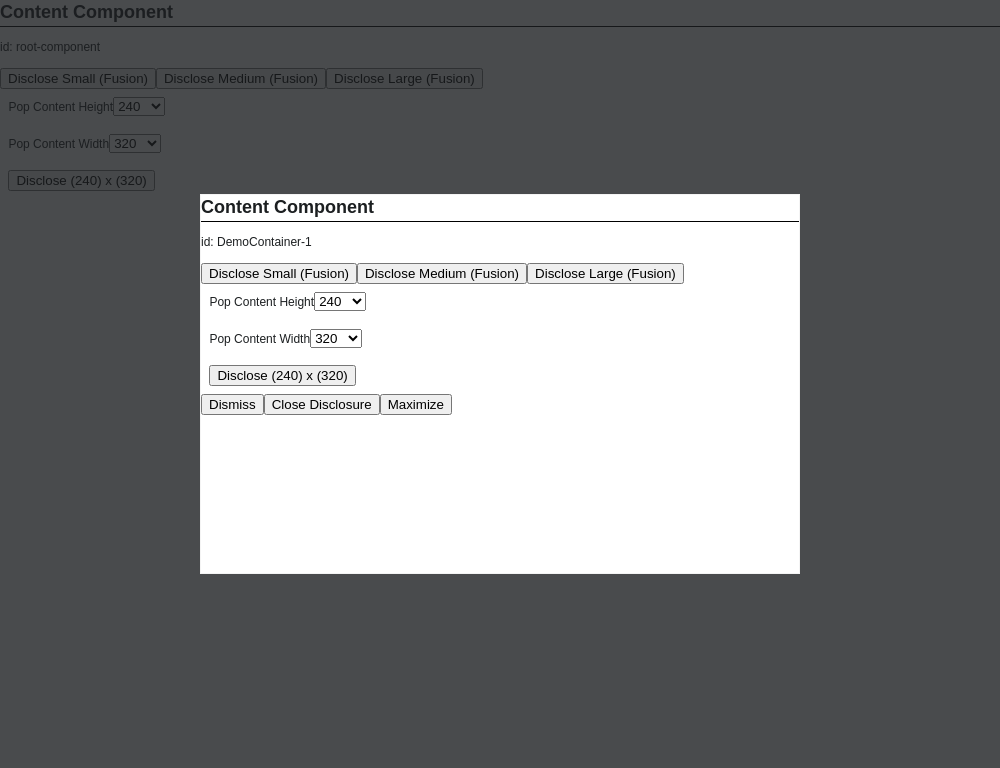 Content Component
id: root-component
Disclose Small (Fusion) Disclose Medium (Fusion) Disclose Large (Fusion)
Pop Content Height 240
Pop Content Width 320
Disclose (240) x (320)
Content Component
id: DemoContainer-1
Disclose Small (Fusion) Disclose Medium (Fusion) Disclose Large (Fusion)
Pop Content Height 240
Pop Content Width 320
Disclose (240) x (320)
Dismiss Close Disclosure Maximize